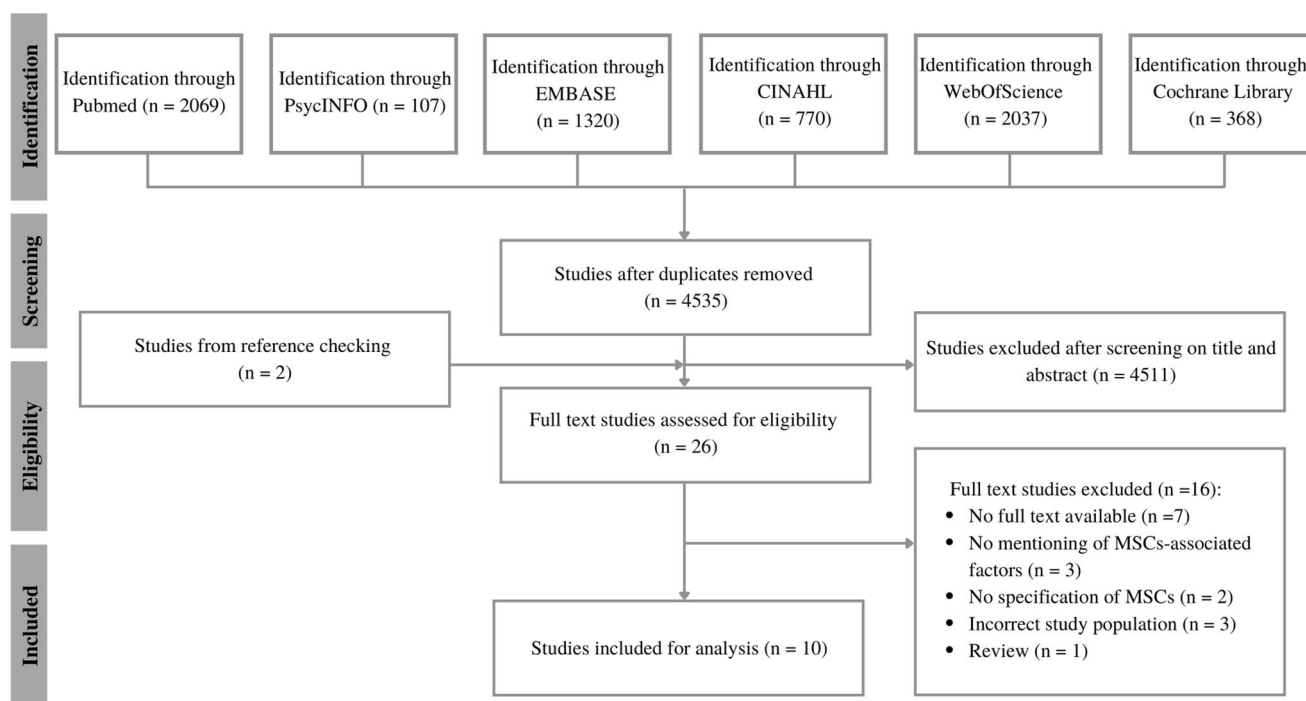 Identification
Identification through
Pubmed (n = 2069)
Identification through
PsycINFO (n = 107)
Identification through
EMBASE
(n = 1320)
Identification through
CINAHL
(n = 770)
Identification through
WebOfScience
(n = 2037)
Identification through
Cochrane Library
(n = 368)
Screening
Studies after duplicates removed
(n = 4535)
Studies from reference checking
(n = 2)
Studies excluded after screening on title and
abstract (n = 4511)
Eligibility
Full text studies assessed for eligibility
(n = 26)
Full text studies excluded (n =16):
• No full text available (n =7)
• No mentioning of MSCs-associated
factors (n = 3)
• No specification of MSCs (n = 2)
• Incorrect study population (n = 3)
• Review (n = 1)
Included
Studies included for analysis (n = 10)